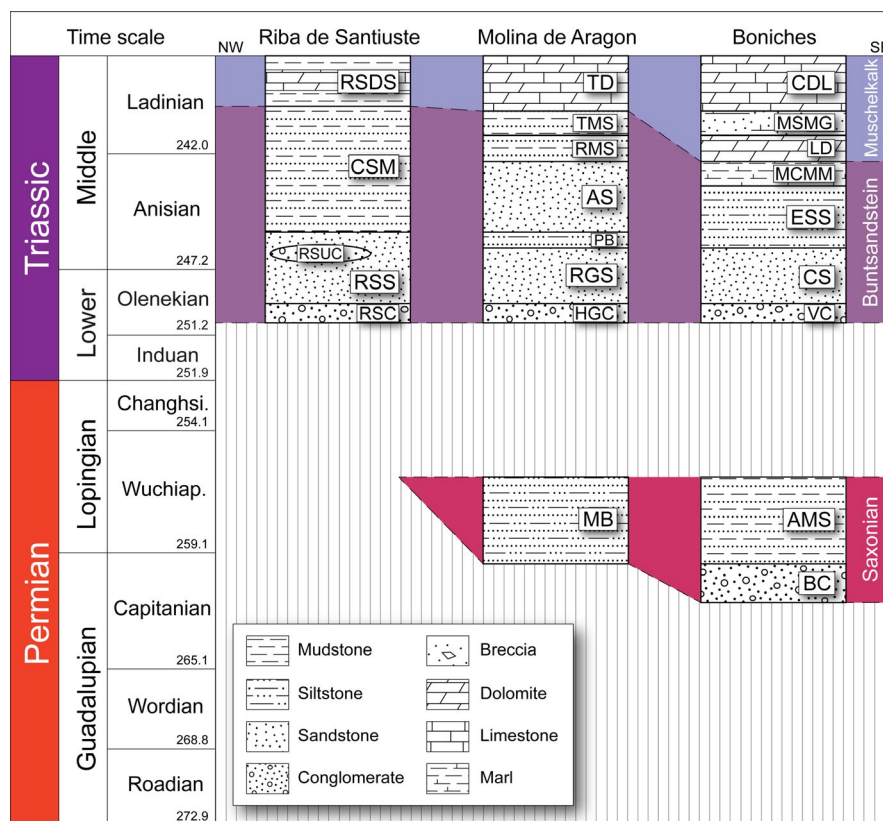 Time scale
NW
Riba de Santiuste
Molina de Aragon
Boniches
SE
Triassic
Middle
Ladinian
242.0
Anisian
247.2
Lower
Olenekian
251.2
Induan
251.9
Permian
Lopingian
Changhsi.
254.1
Wuchiap.
259.1
Guadalupian
Capitanian
265.1
Wordian
268.8
Roadian
272.9
RSDS
CSM
RSUC
RSS
RSC
TD
TMS
RMS
AS
PB
RGS
HGC
MB
CDL
MSMG
LD
MCMM
ESS
CS
VC
AMS
BC
Muschelkalk
Buntsandstein
Saxonian
Mudstone
Siltstone
Sandstone
Conglomerate
Breccia
Dolomite
Limestone
Marl